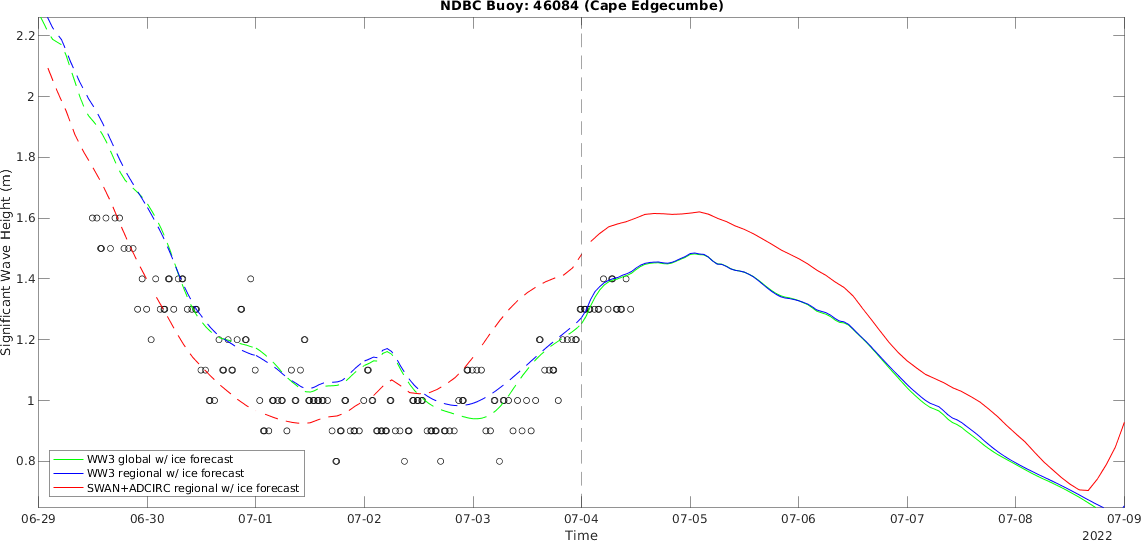 NDBC Buoy: 46084 (Cape Edgecumbe)
2.2
2
1.8
1.6
1.4
1.2
1
0.8
Significant Wave Height (m)
WW3 global w/ ice forecast
WW3 regional w/ ice forecast
SWAN+ADCIRC regional w/ ice forecast
06-29 06-30 07-01 07-02 07-03 07-04 07-05 07-06 07-07 07-08 07-09
Time
2022